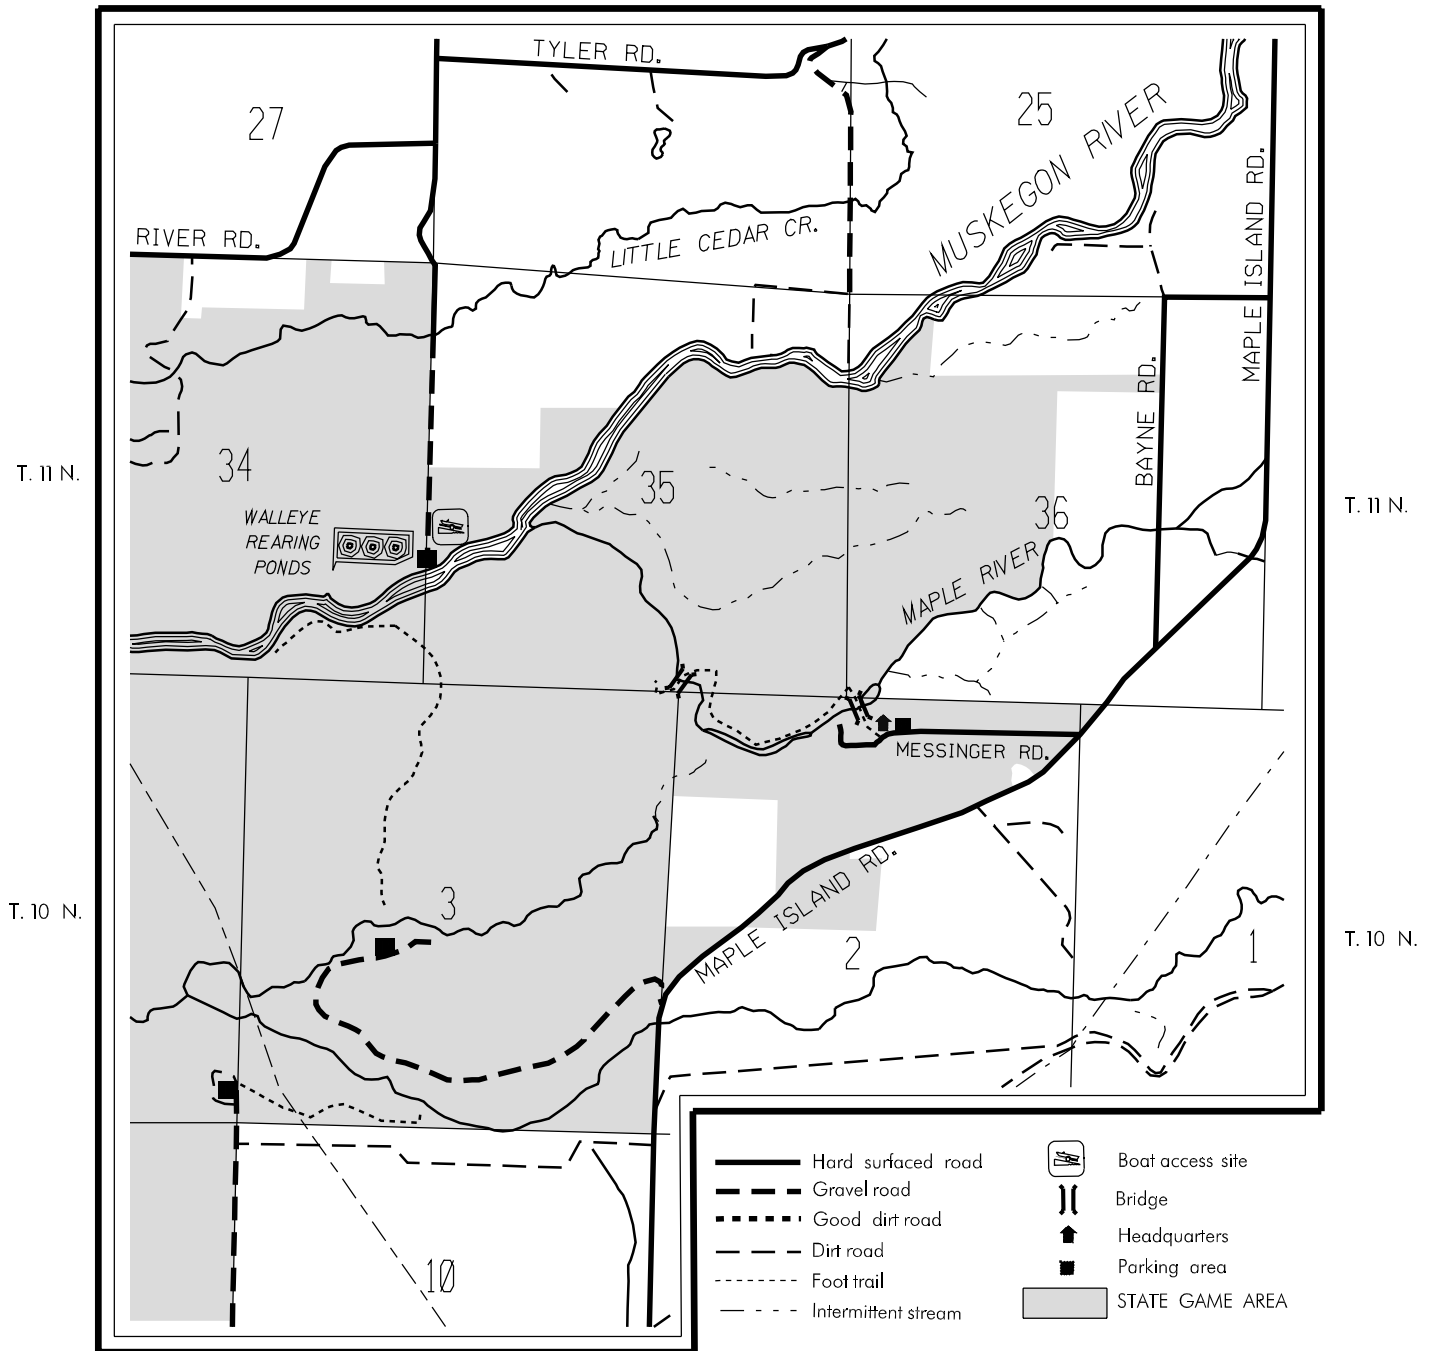 TYLER RD.
27
25
MUSKEGON RIVER
MAPLE ISLAND RD.
RIVER RD.
LITTLE CEDAR CR.
MAPLE ISLAND RD.
BAYNE RD.
T. 11 N.
34
35
36
T. 11 N.
WALLEYE
REARING
PONDS
MAPLE RIVER
MESSINGER RD.
MAPLE ISLAND RD.
3
2
1
T. 10 N.
T. 10 N.
10
Hard surfaced road
Gravel road
Good dirt road
Dirt road
Foot trail
Intermittent stream
Boat access site
Bridge
Headquarters
Parking area
STATE GAME AREA